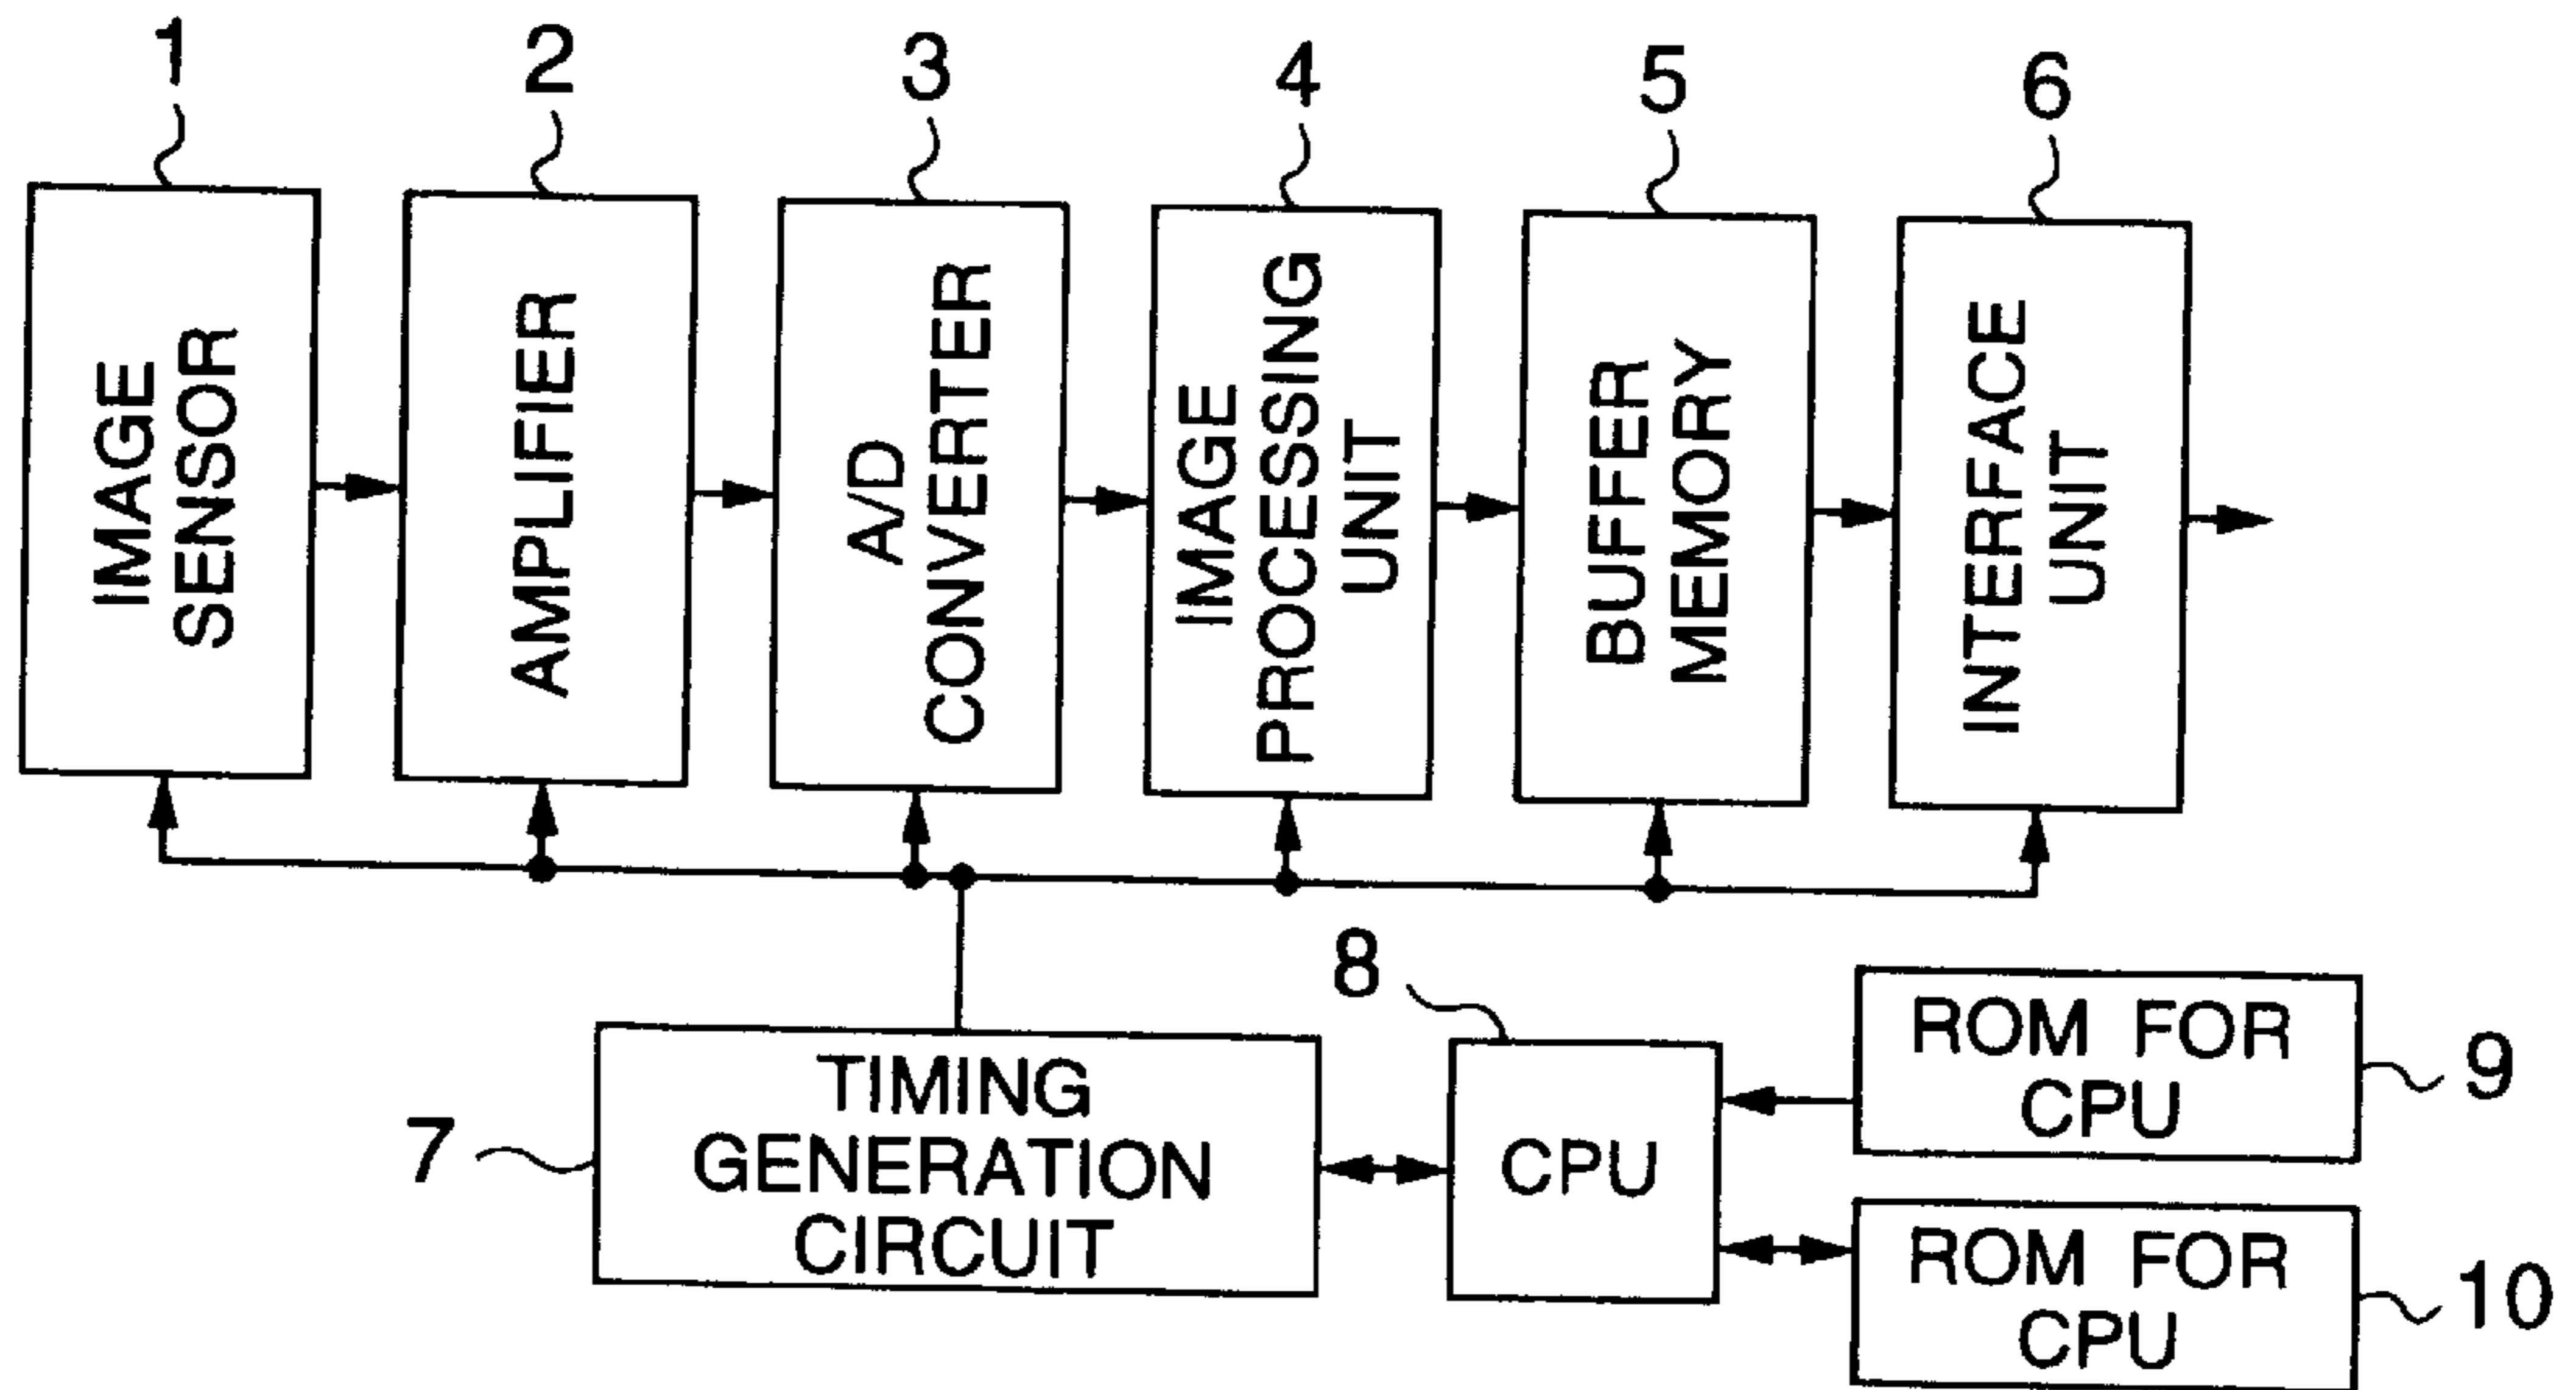 1
2
3
4
5
6
IMAGE
SENSOR
AMPLIFIER
A/D
CONVERTER
IMAGE
PROCESSING
UNIT
BUFFER
MEMORY
INTERFACE
UNIT
7
TIMING
GENERATION
CIRCUIT
8
CPU
ROM FOR
CPU
9
ROM FOR
CPU
10